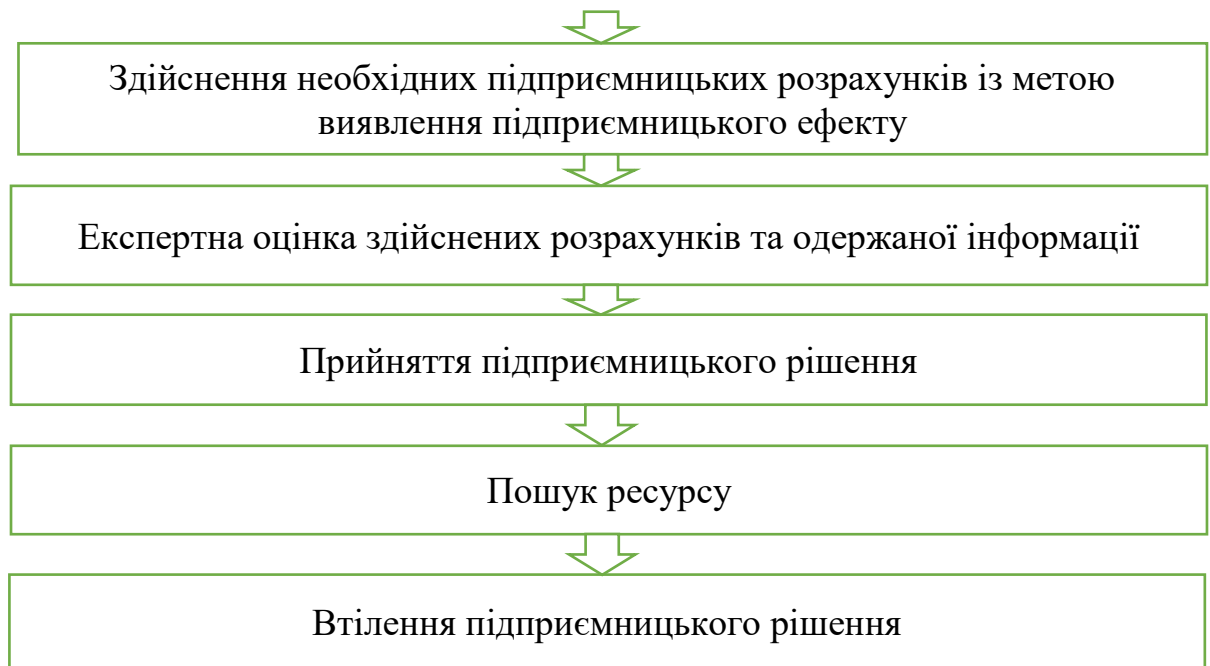 Здійснення необхідних підприємницьких розрахунків із метою
виявлення підприємницького ефекту
Експертна оцінка здійснених розрахунків та одержаної інформації
Прийняття підприємницького рішення
Пошук ресурсу
Втілення підприємницького рішення